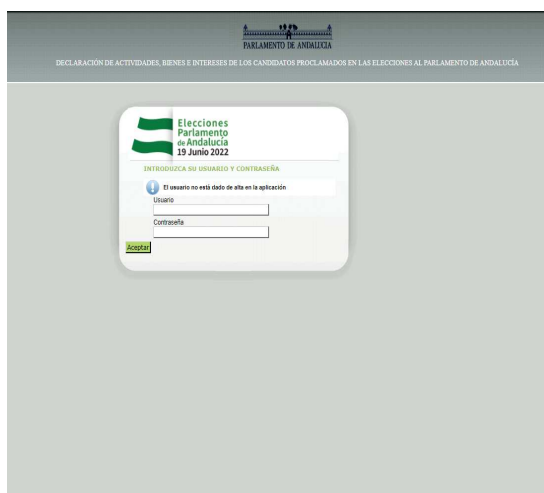 PARLAMENTO DE ANDALUCIA
DECLARACIÓN DE ACTIVIDADES, BIENES E INTERESES DE LOS CANDIDATOS PROCLAMADOS EN LAS ELECCIONES AL PARLAMENTO DE ANDALUCÍA
Elecciones
Parlamento
de Andalucía
19 Junio 2022
INTRODUZCA SU USUARIO Y CONTRASEÑA
El usuario no está dado de alta en la aplicación
Usuario
Contraseña
Aceptar